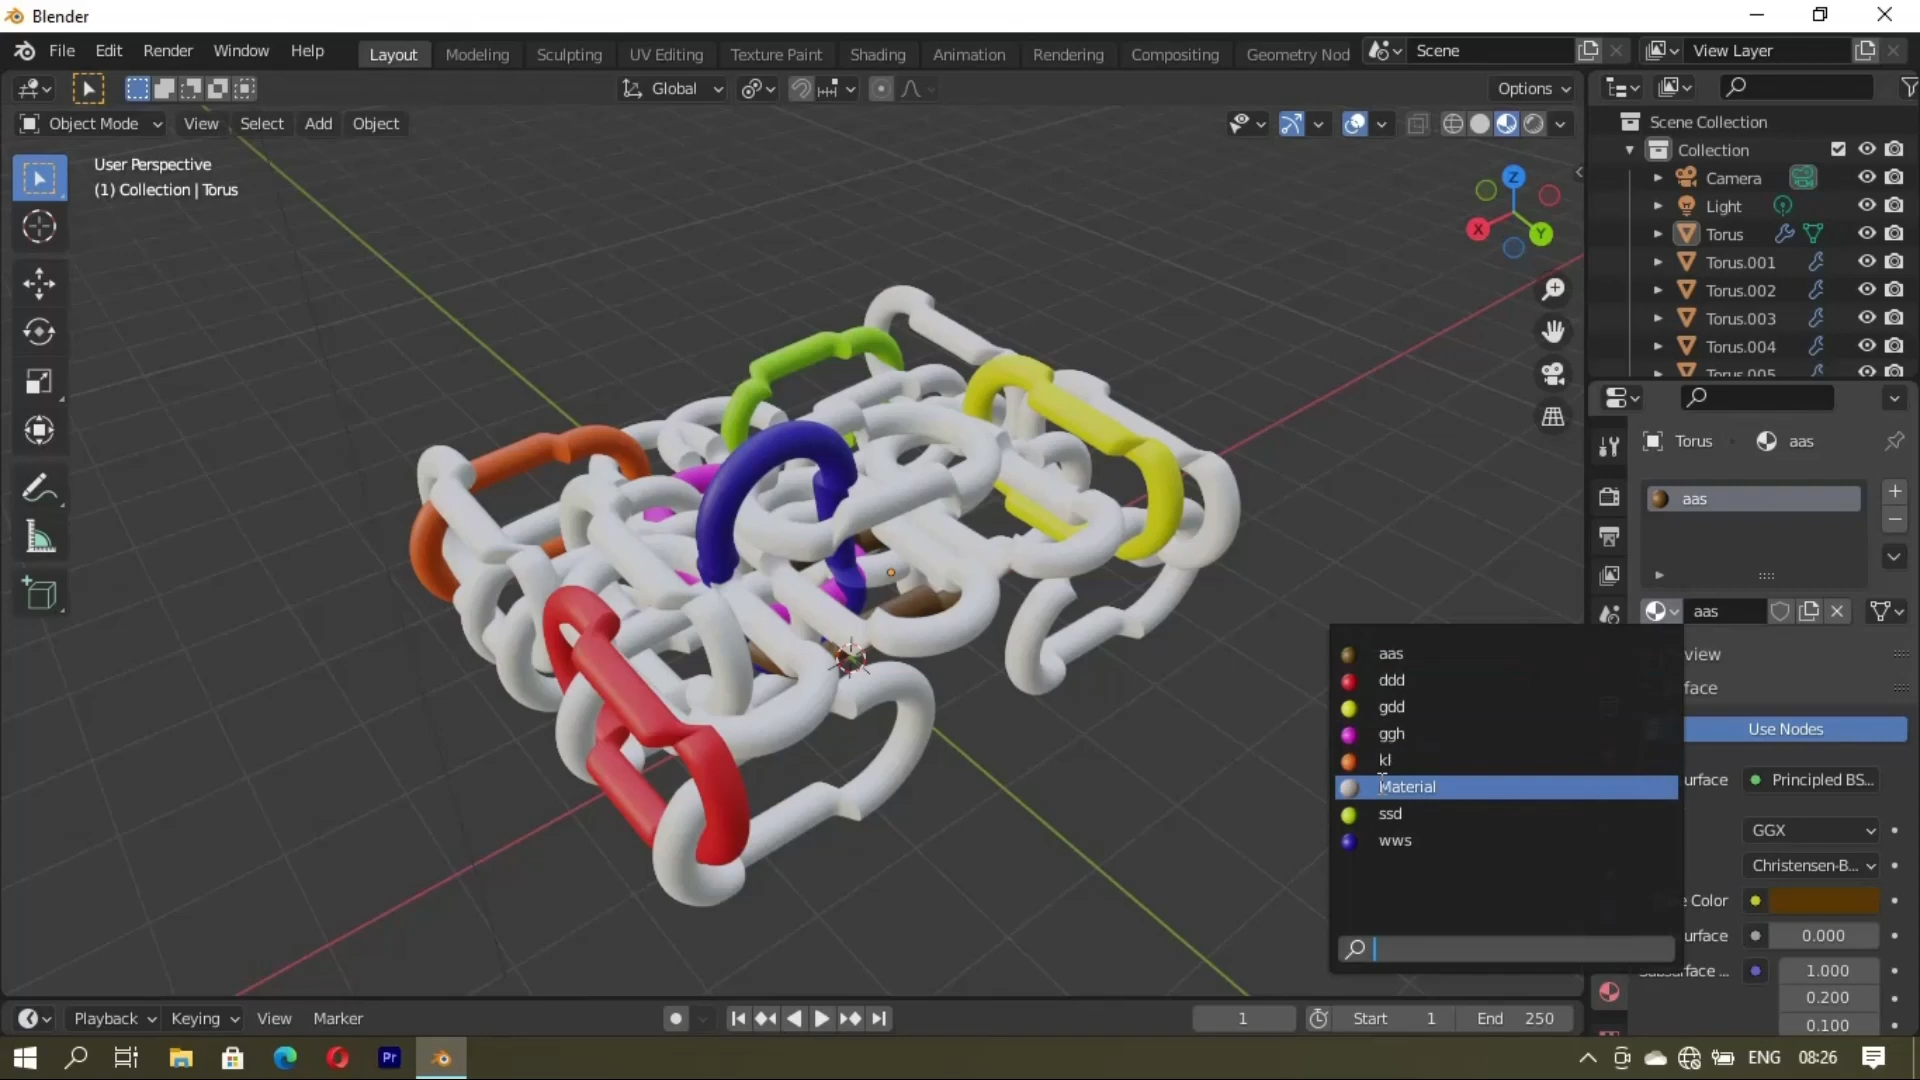 Blender
File Edit Render Window Help Layout Modeling Sculpting UV Editing Texture Paint Shading Animation Rendering Compositing Geometry Nod Scene View Layer
Global Options
Object Mode View Select Add Object
User Perspective
(1) Collection | Torus
Z
X
Y
Scene Collection
Collection
Camera
Light
Torus
Torus.001
Torus.002
Torus.003
Torus.004
Torus.005
Torus aas
aas
aas
aas
ddd
gdd
ggh
kl
Material
ssd
wws
view
face
Use Nodes
urface Principled BS...
GGX
Christensen-B...
e Color
urface 0.000
Subsurface ... 1.000
0.200
0.100
Playback Keying View Marker 1 Start 1 End 250
Pr ENG 08:26